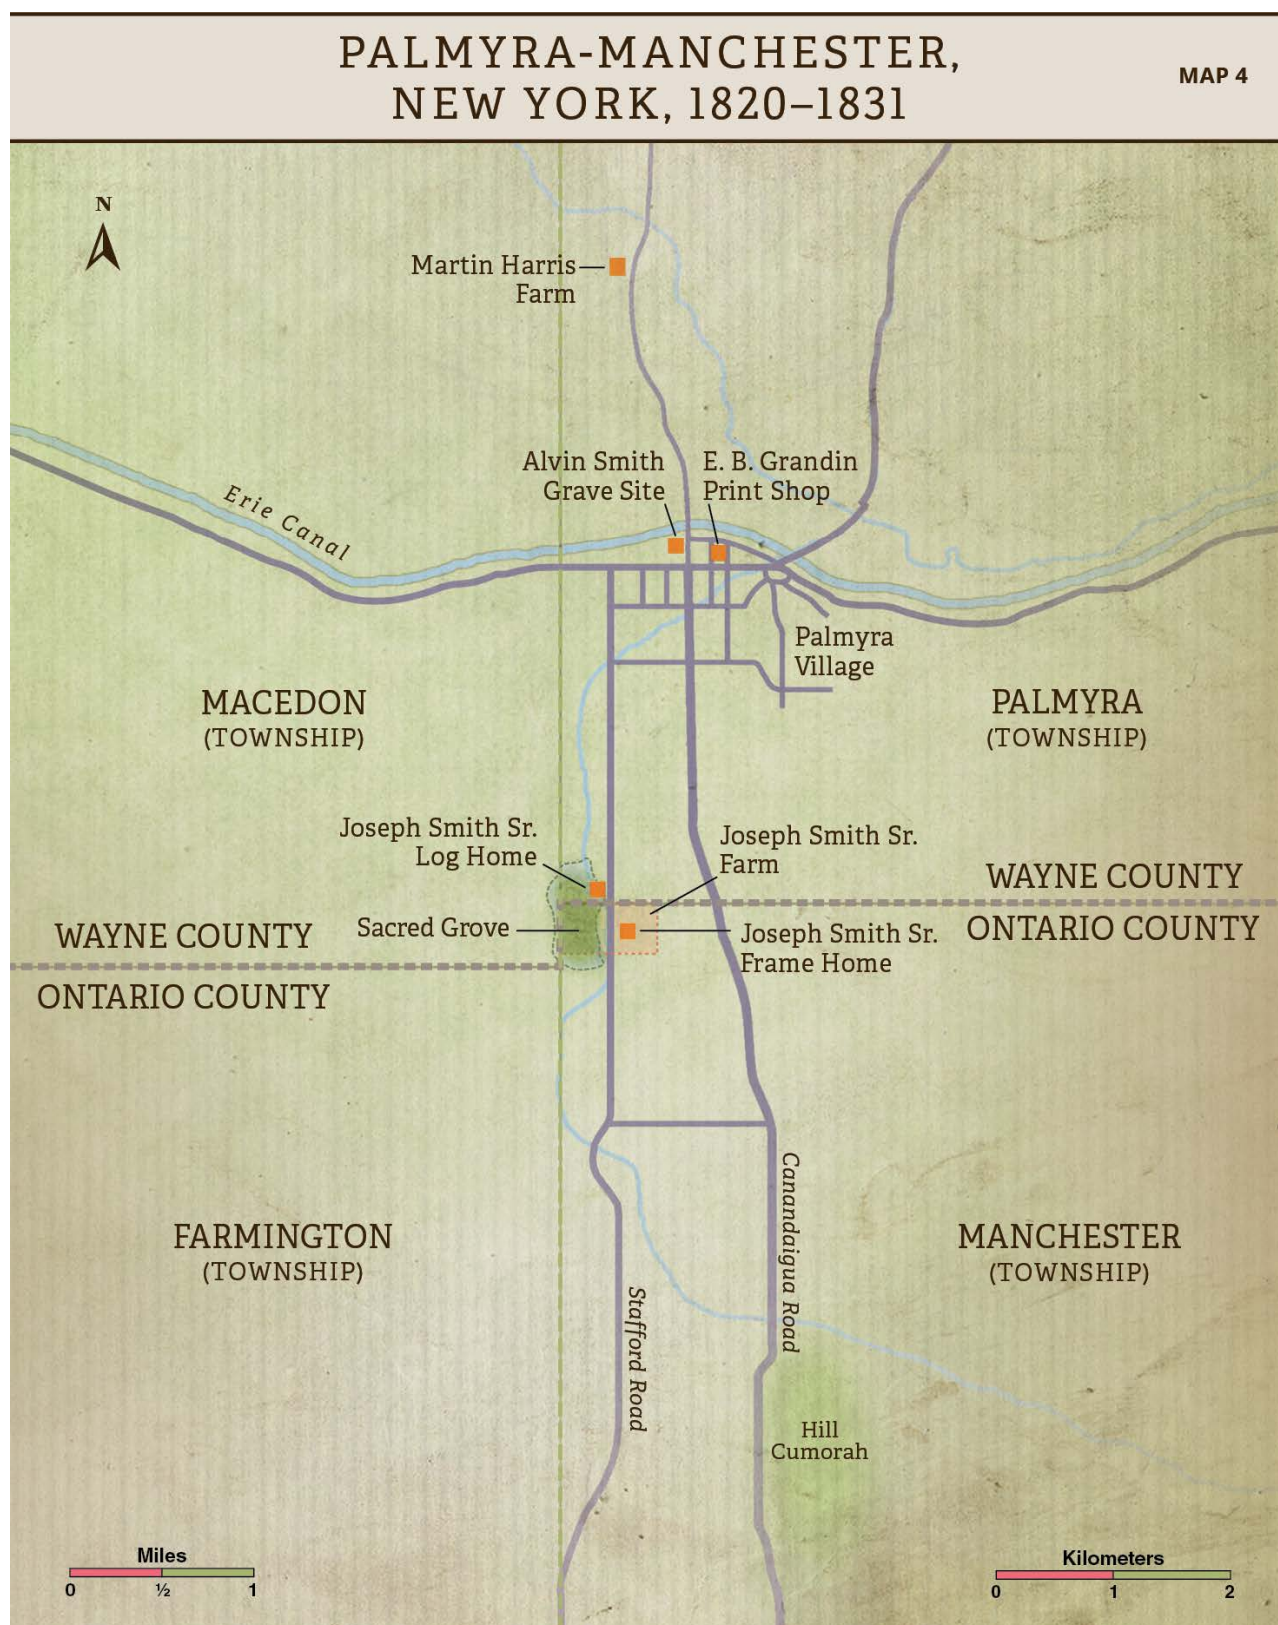 PALMYRA-MANCHESTER,
NEW YORK, 1820–1831
MAP 4
N
Martin Harris
Farm
Alvin Smith
Grave Site
E. B. Grandin
Print Shop
Erie Canal
Palmyra
Village
MACEDON
(TOWNSHIP)
PALMYRA
(TOWNSHIP)
Joseph Smith Sr.
Log Home
Joseph Smith Sr.
Farm
WAYNE COUNTY
ONTARIO COUNTY
Sacred Grove
Joseph Smith Sr.
Frame Home
WAYNE COUNTY
ONTARIO COUNTY
Canandaigua Road
FARMINGTON
(TOWNSHIP)
MANCHESTER
(TOWNSHIP)
Stafford Road
Hill
Cumorah
Miles
0 ½ 1
Kilometers
0 1 2